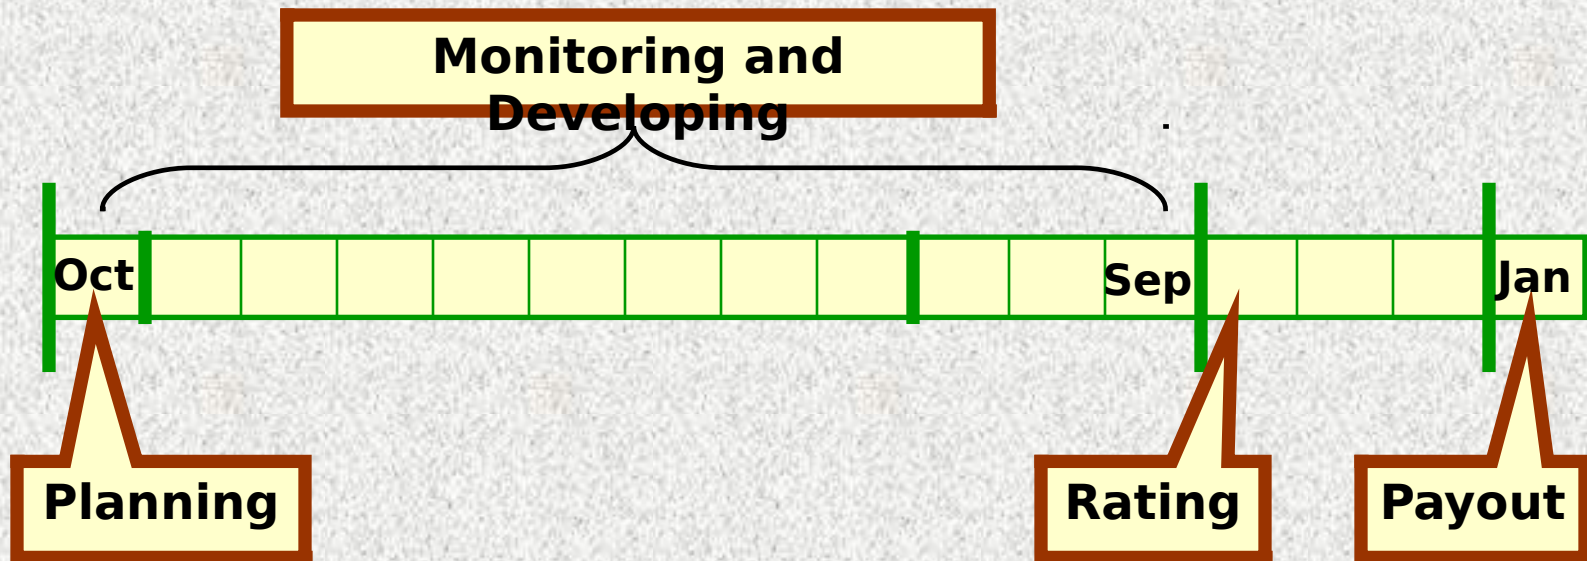 Monitoring and
Developing
Oct
Sep
Jan
Planning
Rating
Payout